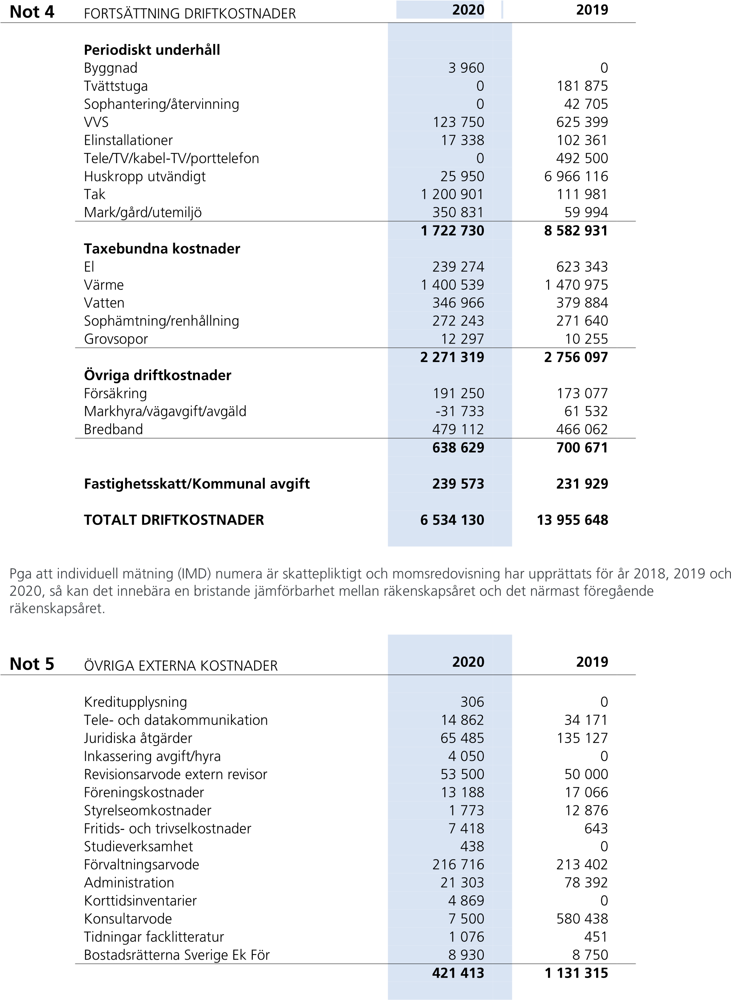 Not 4 FORTSÄTTNING DRIFTKOSTNADER 2020 2019
Periodiskt underhåll
Byggnad 3 960 0
Tvättstuga 0 181 875
Sophantering/återvinning 0 42 705
VVS 123 750 625 399
Elinstallationer 17 338 102 361
Tele/TV/kabel-TV/porttelefon 0 492 500
Huskropp utvändigt 25 950 6 966 116
Tak 1 200 901 111 981
Mark/gård/utemiljö 350 831 59 994
1 722 730 8 582 931
Taxebundna kostnader
El 239 274 623 343
Värme 1 400 539 1 470 975
Vatten 346 966 379 884
Sophämtning/renhållning 272 243 271 640
Grovsopor 12 297 10 255
2 271 319 2 756 097
Övriga driftkostnader
Försäkring 191 250 173 077
Markhyra/vägavgift/avgäld -31 733 61 532
Bredband 479 112 466 062
638 629 700 671
Fastighetsskatt/Kommunal avgift 239 573 231 929
TOTALT DRIFTKOSTNADER 6 534 130 13 955 648
Pga att individuell mätning (IMD) numera är skattepliktigt och momsredovisning har upprättats för år 2018, 2019 och
2020, så kan det innebära en bristande jämförbarhet mellan räkenskapsåret och det närmast föregående
räkenskapsåret.
Not 5 ÖVRIGA EXTERNA KOSTNADER 2020 2019
Kreditupplysning 306 0
Tele- och datakommunikation 14 862 34 171
Juridiska åtgärder 65 485 135 127
Inkassering avgift/hyra 4 050 0
Revisionsarvode extern revisor 53 500 50 000
Föreningskostnader 13 188 17 066
Styrelseomkostnader 1 773 12 876
Fritids- och trivselkostnader 7 418 643
Studieverksamhet 438 0
Förvaltningsarvode 216 716 213 402
Administration 21 303 78 392
Korttidsinventarier 4 869 0
Konsultarvode 7 500 580 438
Tidningar facklitteratur 1 076 451
Bostadsrätterna Sverige Ek För 8 930 8 750
421 413 1 131 315